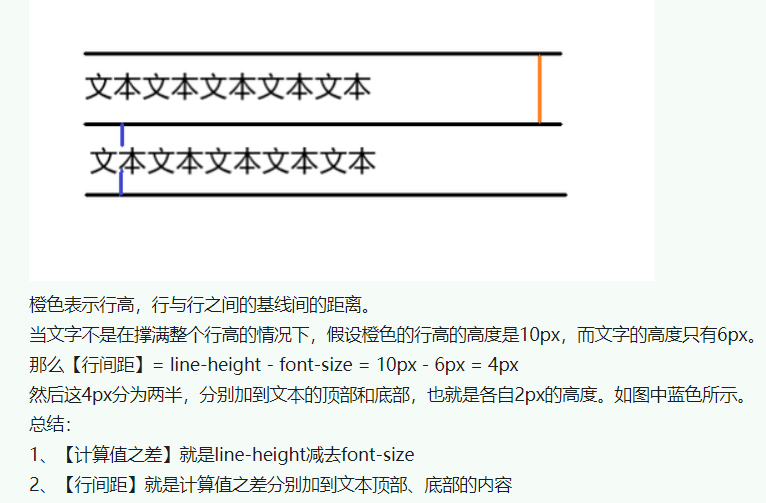 文本文本文本文本文本
文本文本文本文本文本
橙色表示行高，行与行之间的基线间的距离。
当文字不是在撑满整个行高的情况下，假设橙色的行高的高度是10px，而文字的高度只有6px。
那么【行间距】= line-height - font-size = 10px - 6px = 4px
然后这4px分为两半，分别加到文本的顶部和底部，也就是各自2px的高度。如图中蓝色所示。
总结：
1、【计算值之差】就是line-height减去font-size
2、【行间距】就是计算值之差分别加到文本顶部、底部的内容